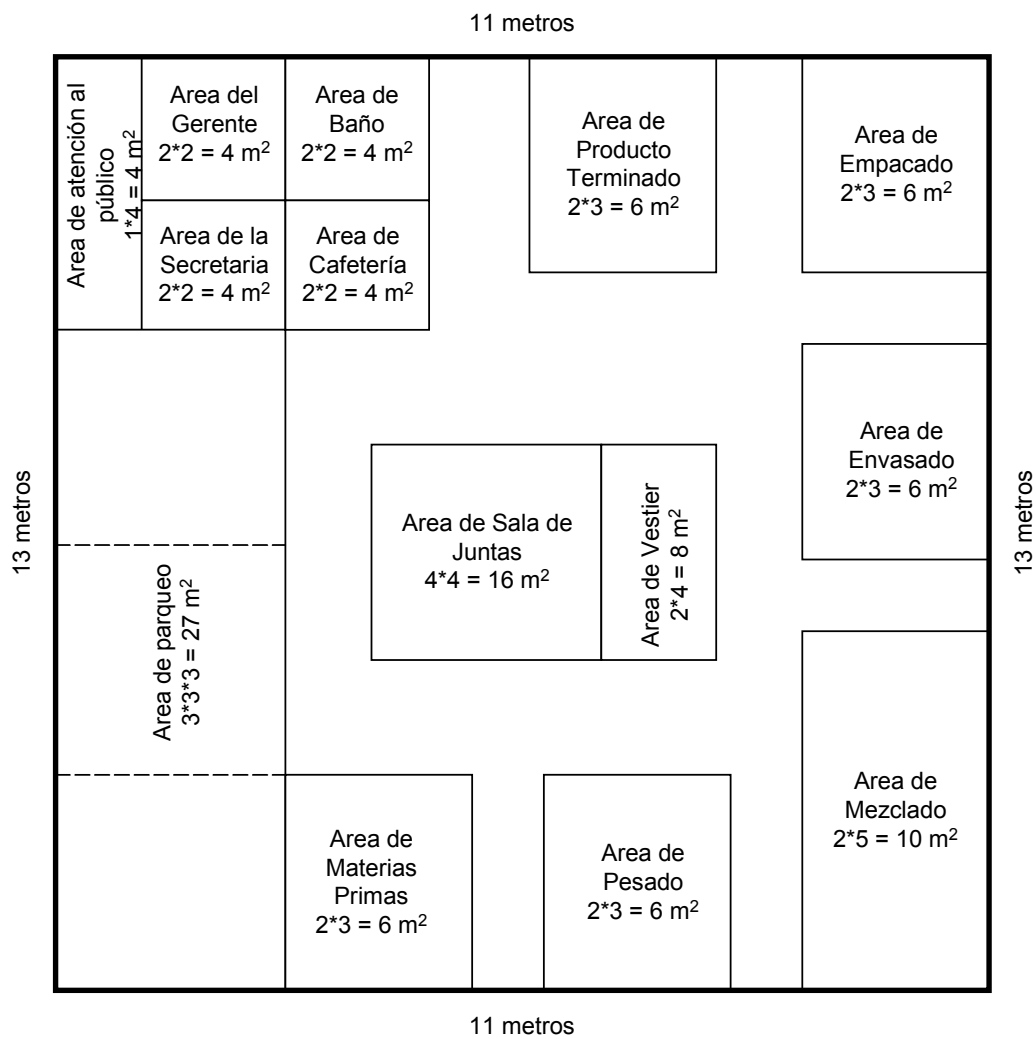 11 metros
Area de atención al
público
1*4 = 4 m²
Area del
Gerente
2*2 = 4 m²
Area de
Baño
2*2 = 4 m²
Area de
Producto
Terminado
2*3 = 6 m²
Area de
Empacado
2*3 = 6 m²
Area de la
Secretaria
2*2 = 4 m²
Area de
Cafetería
2*2 = 4 m²
13 metros
Area de Sala de
Juntas
4*4 = 16 m²
Area de Vestier
2*4 = 8 m²
Area de
Envasado
2*3 = 6 m²
13 metros
Area de parqueo
3*3*3 = 27 m²
Area de
Materias
Primas
2*3 = 6 m²
Area de
Pesado
2*3 = 6 m²
Area de
Mezclado
2*5 = 10 m²
11 metros